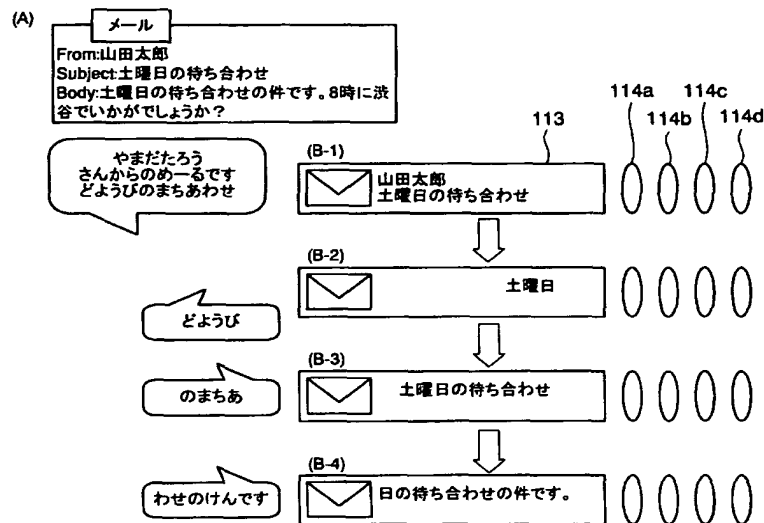 (A)
メール
From:山田太郎
Subject:土曜日の待ち合わせ
Body:土曜日の待ち合わせの件です。8時に渋
谷でいかがでしょうか?
114a
114c
113
114b
114d
(B-1)
やまだたろう
さんからのめーるです
どようびのまちあわせ
山田太郎
土曜日の待ち合わせ
(B-2)
土曜日
どようび
(B-3)
土曜日の待ち合わせ
のまちあ
(B-4)
日の待ち合わせの件です。
わせのけんです